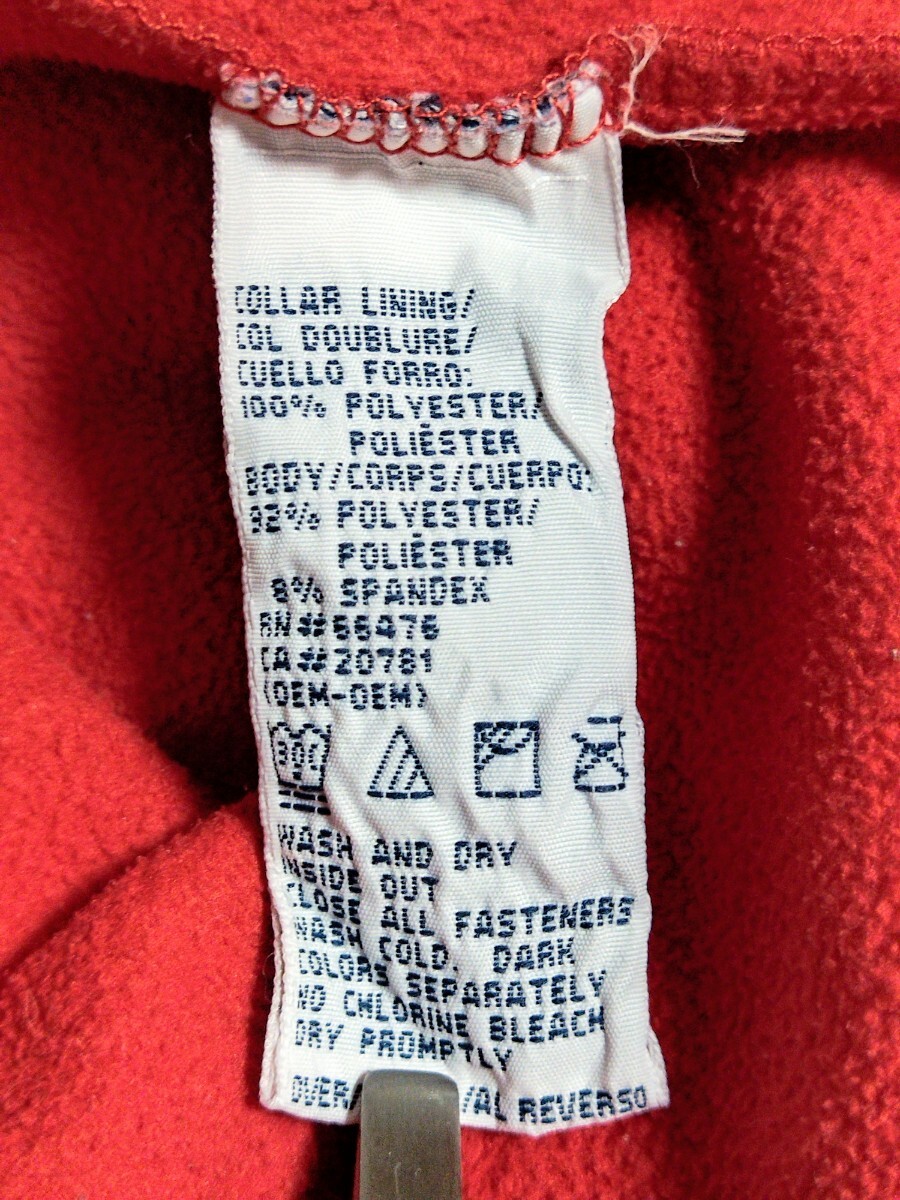 COLLAR LINING/
COL DOUBLURE/
CUELLO FORRO:
100% POLYESTER/
POLIÉSTER
BODY/CORPS/CUERPO:
92% POLYESTER/
POLIÉSTER
8% SPANDEX
RN#
CA#20781
(OEM-OEM)
WASH AND DRY
INSIDE OUT
CLOSE ALL FASTENERS
WASH COLD. DARK
COLORS SEPARATELY
NO CHLORINE BLEACH
DRY PROMPTLY
OVER/ /AL REVERSO